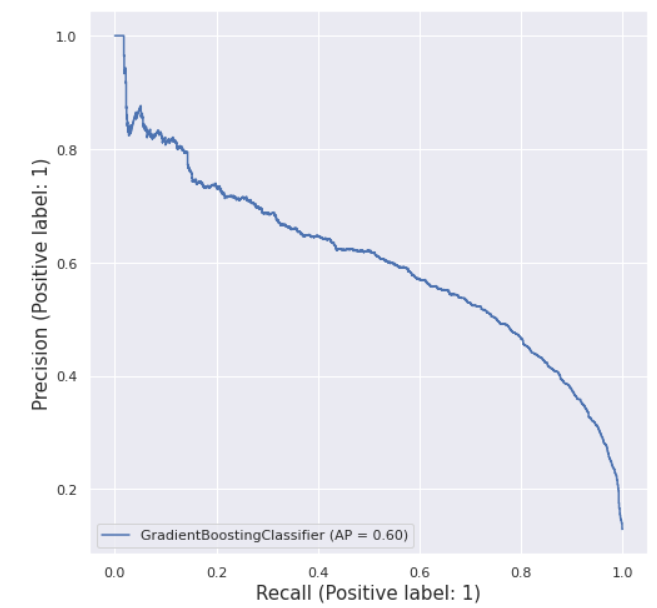 Precision (Positive label: 1)
1.0
0.8
0.6
0.4
0.2
GradientBoostingClassifier (AP = 0.60)
0.0 0.2 0.4 0.6 0.8 1.0
Recall (Positive label: 1)